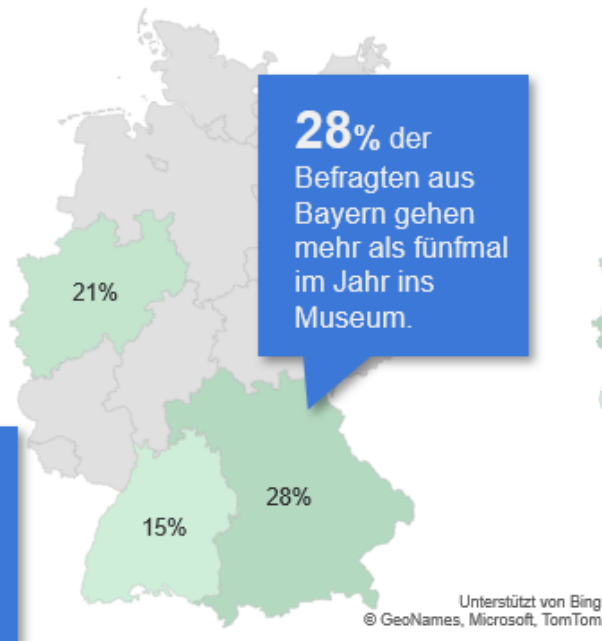 28% der
Befragten aus
Bayern gehen
mehr als fünfmal
im Jahr ins
Museum.
21%
28%
15%
Unterstützt von Bing
© GeoNames, Microsoft, TomTom